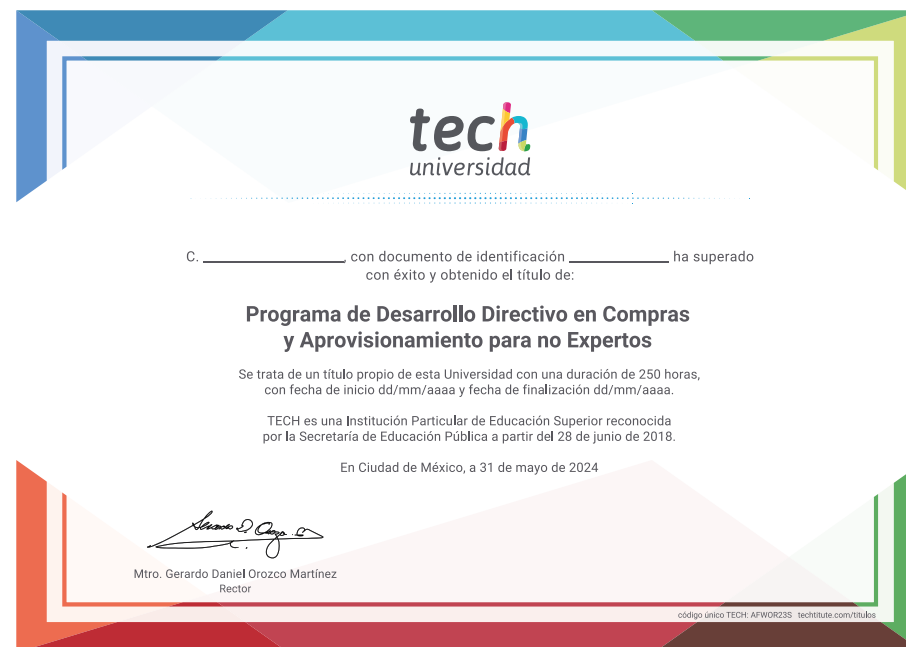 tech
universidad
C. ____________________, con documento de identificación ______________ ha superado
con éxito y obtenido el título de:
Programa de Desarrollo Directivo en Compras
y Aprovisionamiento para no Expertos
Se trata de un título propio de esta Universidad con una duración de 250 horas,
con fecha de inicio dd/mm/aaaa y fecha de finalización dd/mm/aaaa.
TECH es una Institución Particular de Educación Superior reconocida
por la Secretaría de Educación Pública a partir del 28 de junio de 2018.
En Ciudad de México, a 31 de mayo de 2024
Mtro. Gerardo Daniel Orozco Martínez
Rector
código único TECH: AFWOR23S techtitute.com/titulos